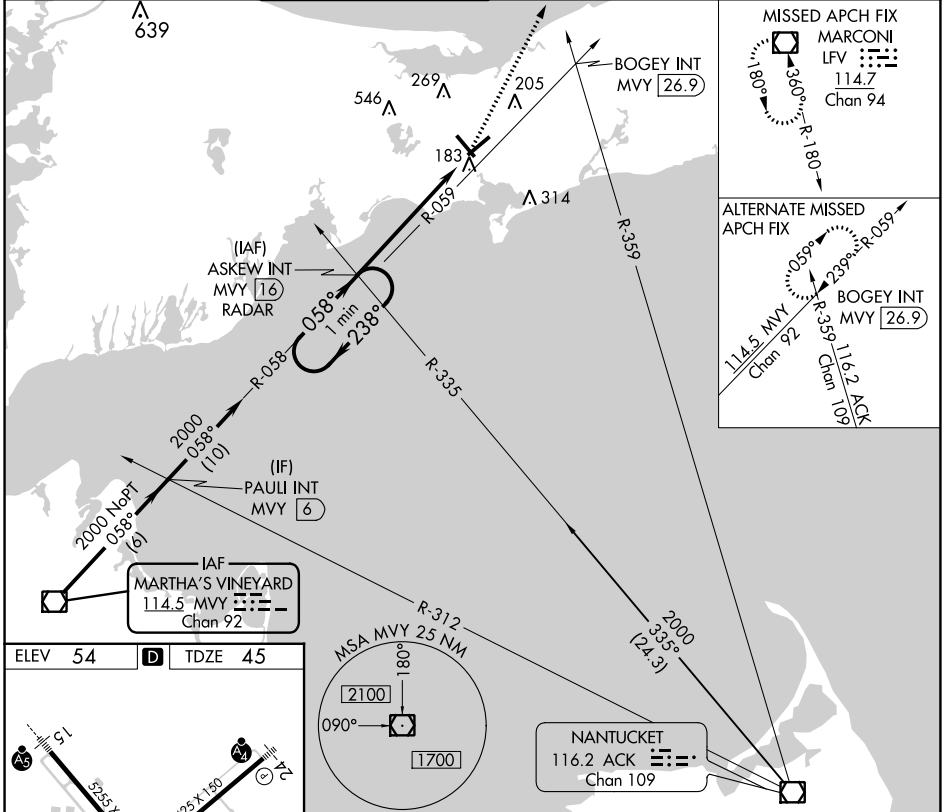 639
546
269
205
183
314
BOGEY INT
MVY 26.9
R-059
R-359
(IAF)
ASKEW INT
MVY 16
RADAR
058°
1 min
238°
R-058
R-335
2000
058°
(10)
(IF)
PAULI INT
MVY 6
2000 NoPT
058°
(6)
IAF
MARTHA'S VINEYARD
114.5 MVY
Chan 92
R-312
2000
335°
(24.3)
NANTUCKET
116.2 ACK
Chan 109
MSA MVY 25 NM
180°
2100
090°
1700
MISSED APCH FIX
MARCONI
LFV
114.7
Chan 94
180°
360°
R-180
ALTERNATE MISSED
APCH FIX
059°
239°
R-059
BOGEY INT
MVY 26.9
114.5 MVY
Chan 92
R-359
116.2 ACK
Chan 109
ELEV 54 D TDZE 45
A5
15
A4
24
P
5255 X
25 X 150